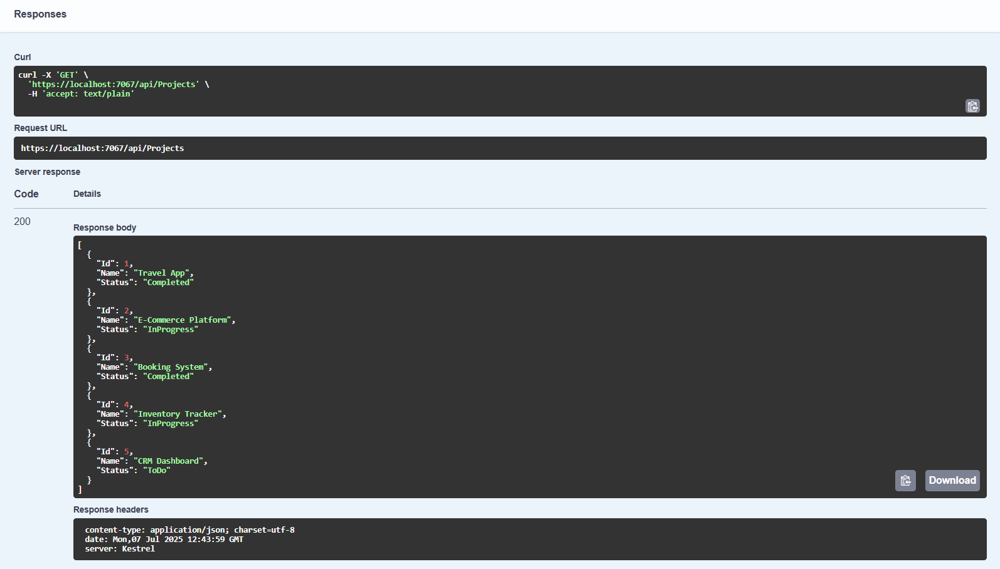 Responses
Curl
curl -X 'GET' \
  'https://localhost:7067/api/Projects' \
  -H 'accept: text/plain'
Request URL
https://localhost:7067/api/Projects
Server response
Code Details
200
Response body
[
  {
    "Id": 1,
    "Name": "Travel App",
    "Status": "Completed"
  },
  {
    "Id": 2,
    "Name": "E-Commerce Platform",
    "Status": "InProgress"
  },
  {
    "Id": 3,
    "Name": "Booking System",
    "Status": "Completed"
  },
  {
    "Id": 4,
    "Name": "Inventory Tracker",
    "Status": "InProgress"
  },
  {
    "Id": 5,
    "Name": "CRM Dashboard",
    "Status": "ToDo"
  }
]
Download
Response headers
content-type: application/json; charset=utf-8
date: Mon,07 Jul 2025 12:43:59 GMT
server: Kestrel